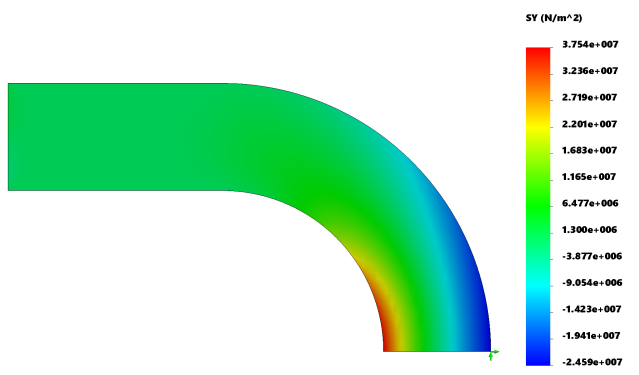 SY (N/m^2)
3.754e+007
3.236e+007
2.719e+007
2.201e+007
1.683e+007
1.165e+007
6.477e+006
1.300e+006
-3.877e+006
-9.054e+006
-1.423e+007
-1.941e+007
-2.459e+007